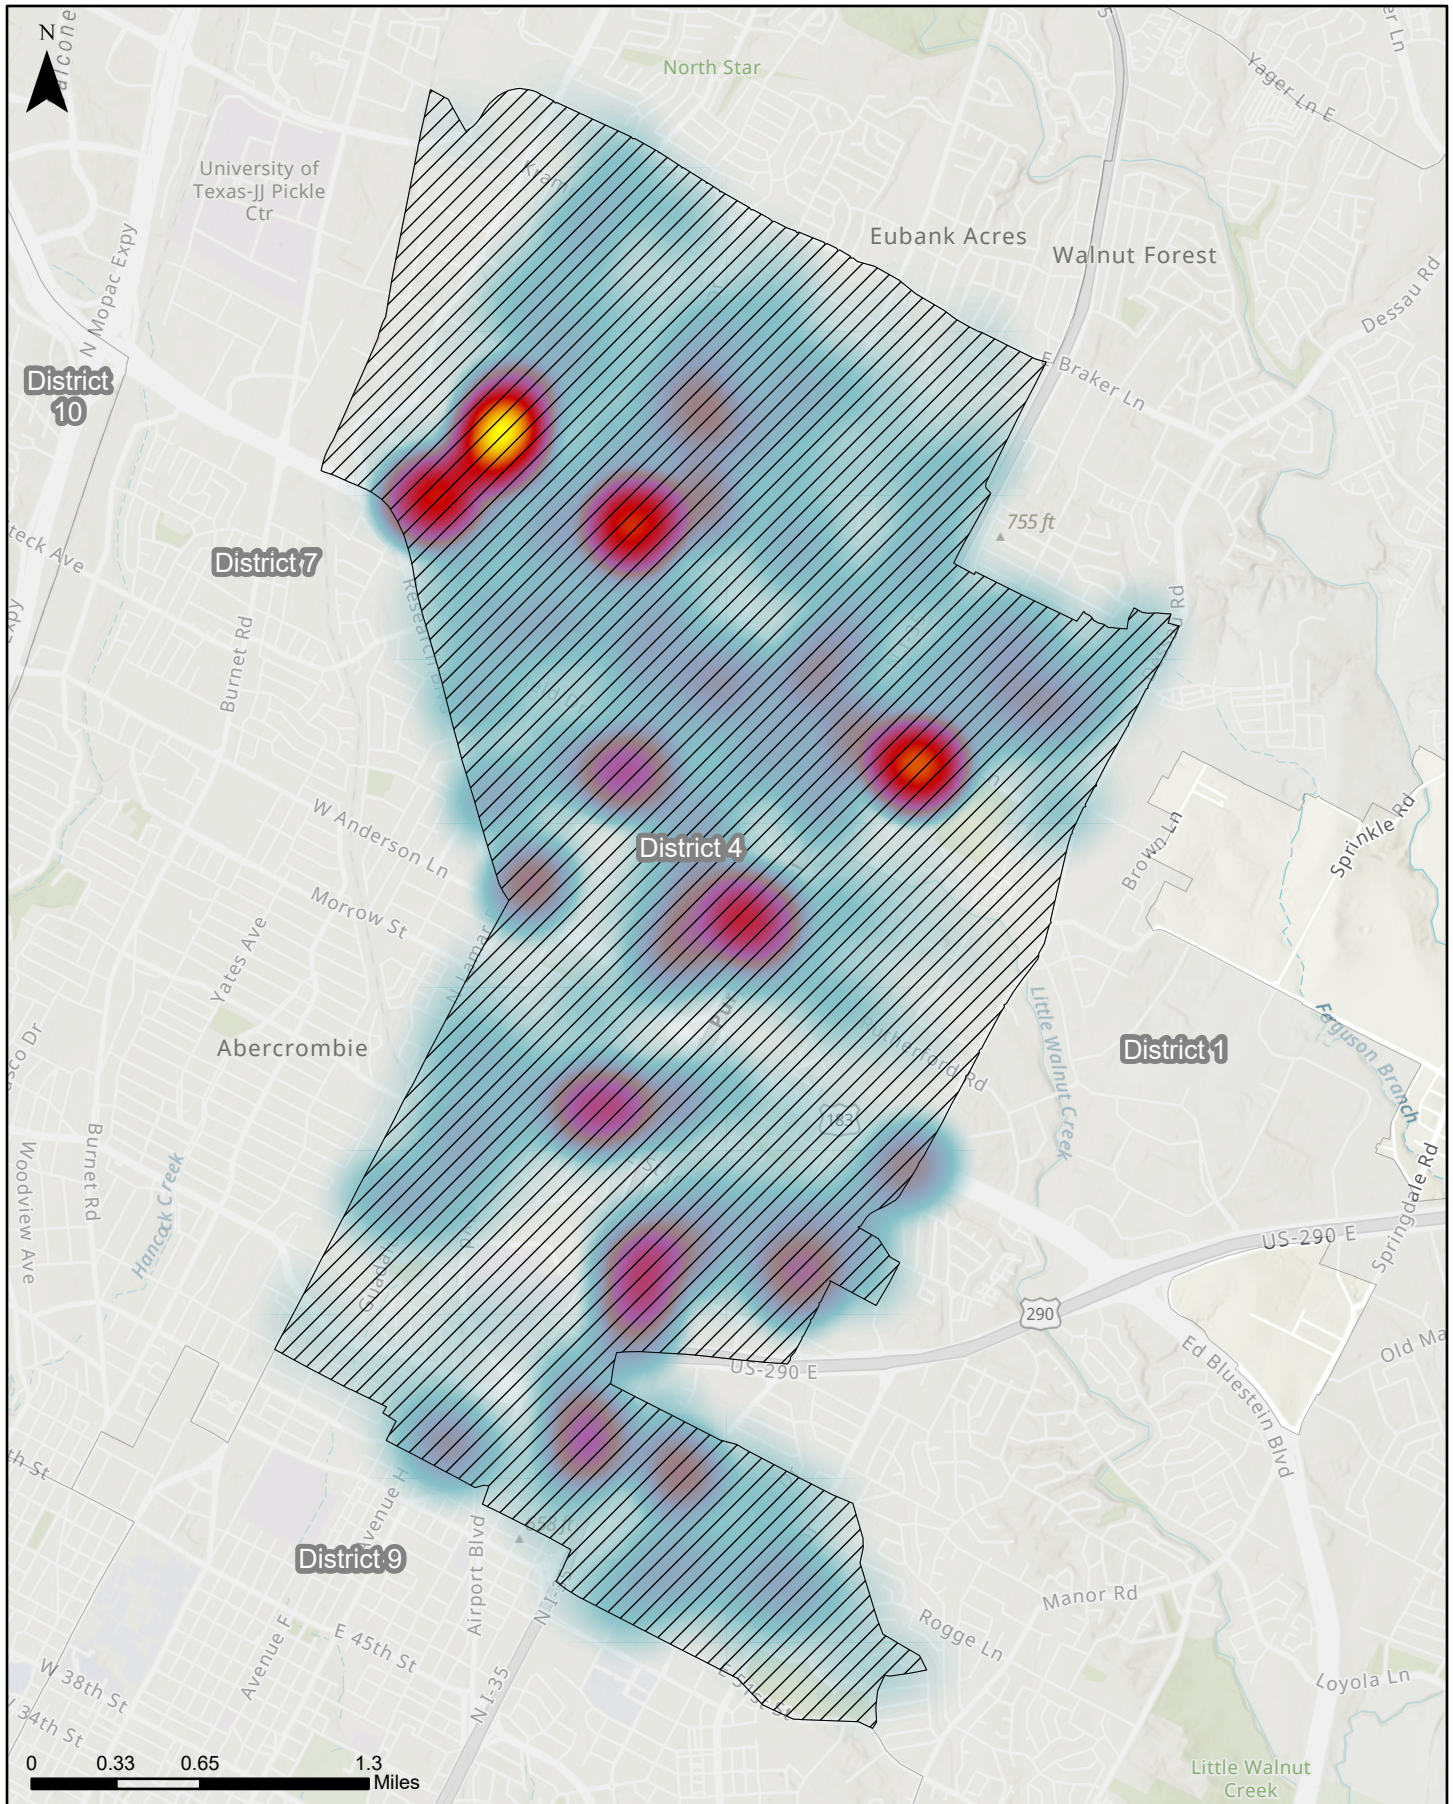 N
North Star
Yager Ln E
University of
Texas-JJ Pickle
Ctr
Eubank Acres
Walnut Forest
N Mopac Expy
Dessau Rd
E Braker Ln
District
10
755 ft
District 7
Burnet Rd
W Anderson Ln
District 4
Sprinkle Rd
Brown Ln
Morrow St
Yates Ave
Rutherford Rd
Little Walnut Creek
Ferguson Branch
Abercrombie
District 1
183
Woodview Ave
Burnet Rd
Hancock Creek
Springdale Rd
US-290 E
290
US-290 E
Ed Bluestein Blvd
District 9
Avenue H
Airport Blvd
Manor Rd
Rogge Ln
Avenue F
E 45th St
W 38th St
34th St
N I-35
E 51st St
Loyola Ln
Little Walnut
Creek
0 0.33 0.65 1.3
Miles